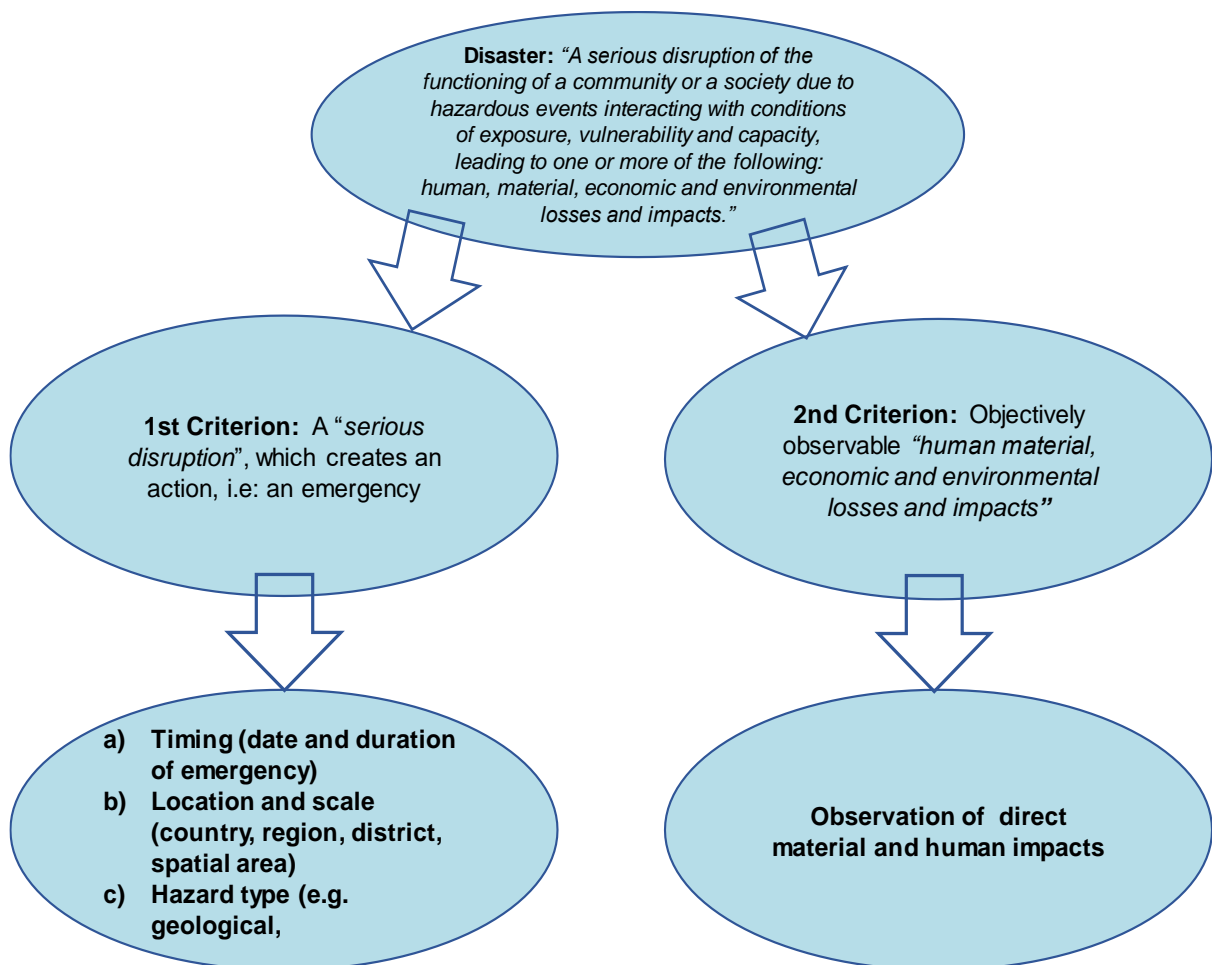 Disaster: “A serious disruption of the
functioning of a community or a society due to
hazardous events interacting with conditions
of exposure, vulnerability and capacity,
leading to one or more of the following:
human, material, economic and environmental
losses and impacts.”
1st Criterion: A “serious
disruption”, which creates an
action, i.e: an emergency
2nd Criterion: Objectively
observable “human material,
economic and environmental
losses and impacts”
a) Timing (date and duration
of emergency)
b) Location and scale
(country, region, district,
spatial area)
c) Hazard type (e.g.
geological,
Observation of direct
material and human impacts